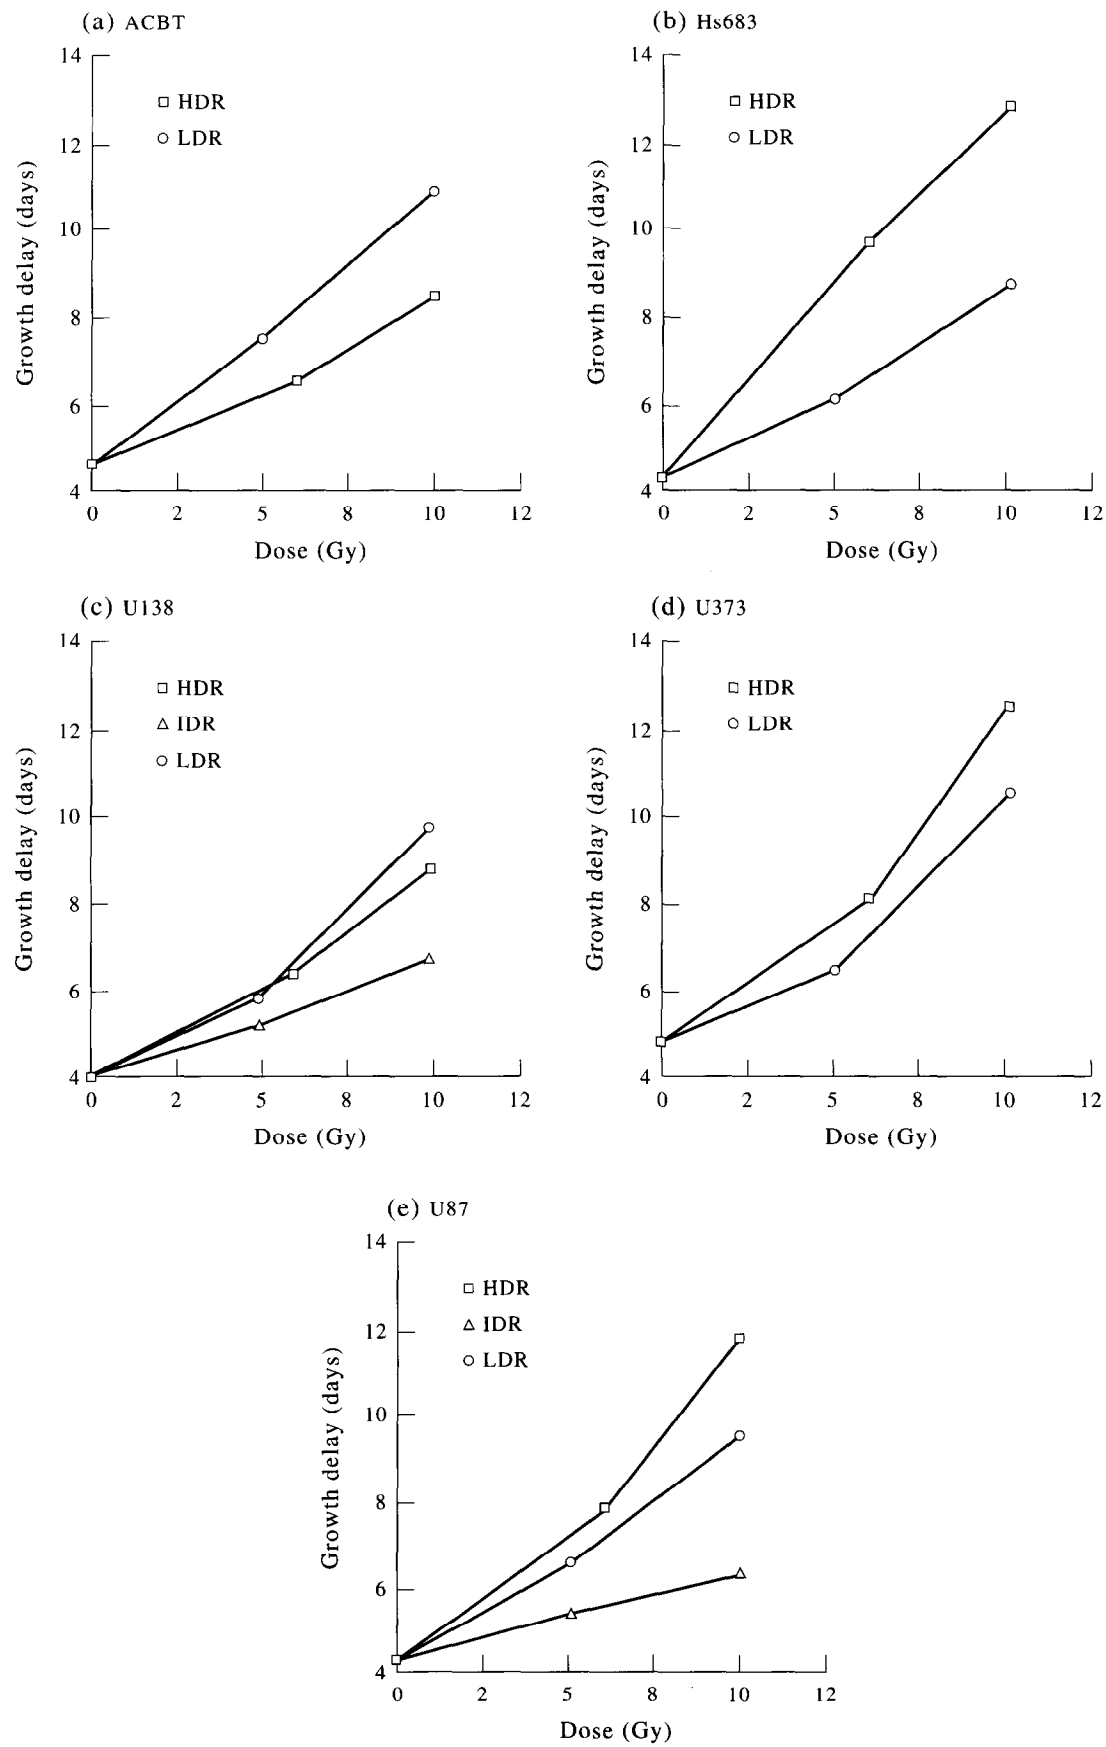 (a) ACBT
14
12
10
8
6
4
Growth delay (days)
HDR
LDR
0 2 5 8 10 12
Dose (Gy)
(b) Hs683
14
12
10
8
6
4
Growth delay (days)
HDR
LDR
0 2 5 8 10 12
Dose (Gy)
(c) U138
14
12
10
8
6
4
Growth delay (days)
HDR
IDR
LDR
0 2 5 8 10 12
Dose (Gy)
(d) U373
14
12
10
8
6
4
Growth delay (days)
HDR
LDR
0 2 5 8 10 12
Dose (Gy)
(e) U87
14
12
10
8
6
4
Growth delay (days)
HDR
IDR
LDR
0 2 5 8 10 12
Dose (Gy)